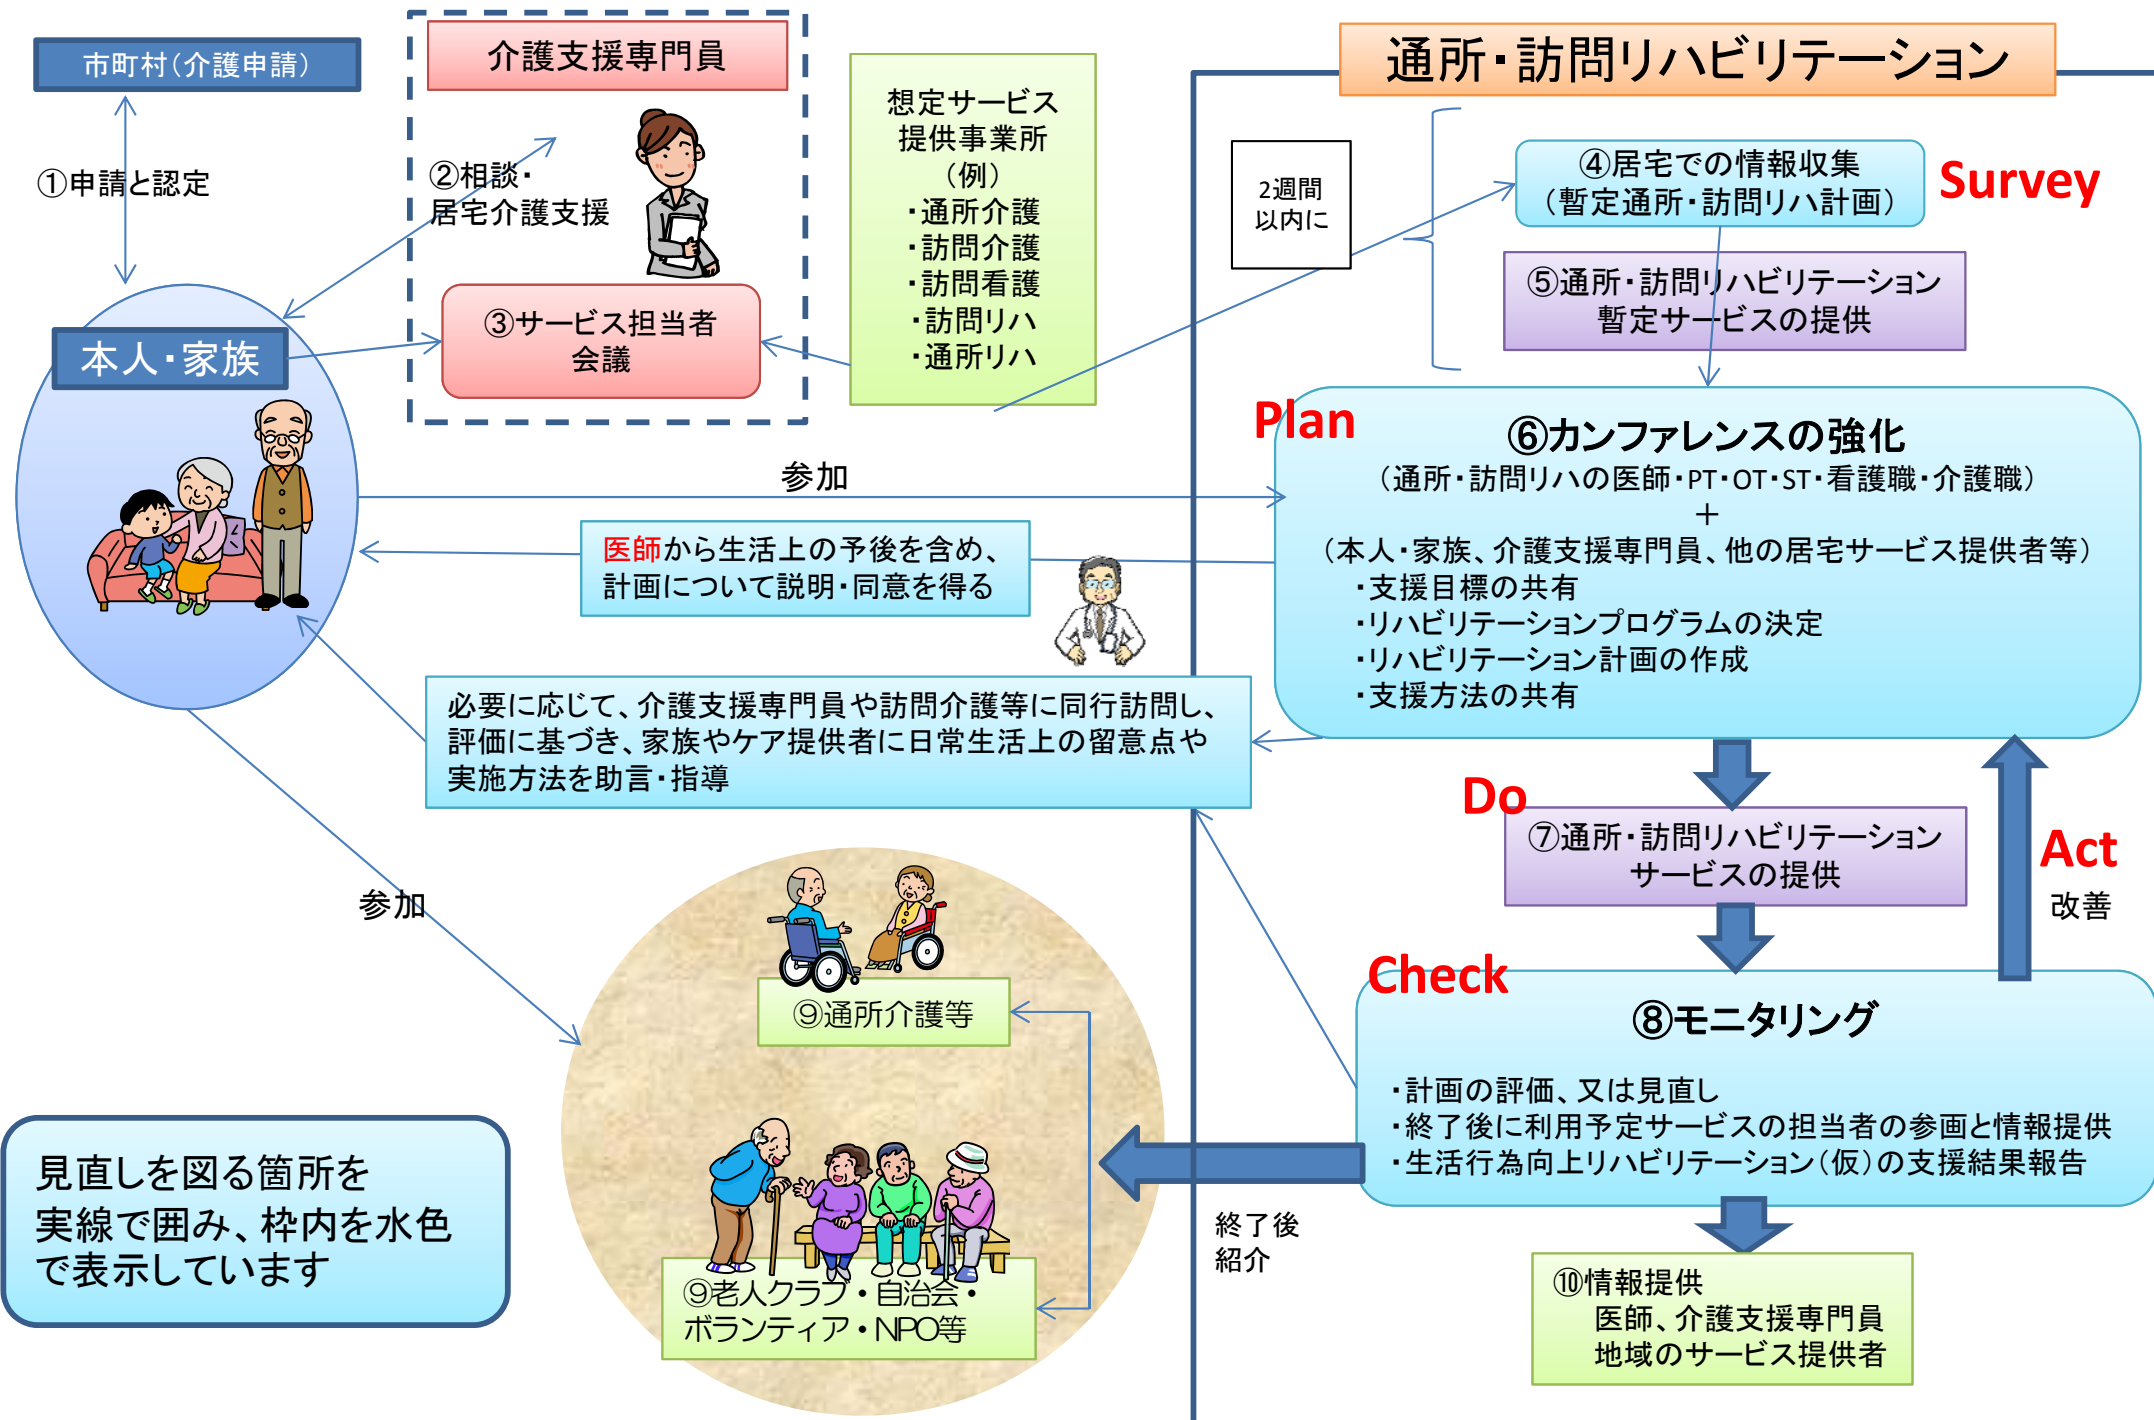 市町村（介護申請）
①申請と認定
本人・家族
介護支援専門員
②相談・
居宅介護支援
③サービス担当者
会議
想定サービス
提供事業所
（例）
・通所介護
・訪問介護
・訪問看護
・訪問リハ
・通所リハ
通所・訪問リハビリテーション
2週間
以内に
④居宅での情報収集
（暫定通所・訪問リハ計画）
Survey
⑤通所・訪問リハビリテーション
暫定サービスの提供
Plan
⑥カンファレンスの強化
（通所・訪問リハの医師・PT・OT・ST・看護職・介護職）
＋
（本人・家族、介護支援専門員、他の居宅サービス提供者等）
・支援目標の共有
・リハビリテーションプログラムの決定
・リハビリテーション計画の作成
・支援方法の共有
参加
医師から生活上の予後を含め、
計画について説明・同意を得る
必要に応じて、介護支援専門員や訪問介護等に同行訪問し、
評価に基づき、家族やケア提供者に日常生活上の留意点や
実施方法を助言・指導
Do
⑦通所・訪問リハビリテーション
サービスの提供
Act
改善
Check
⑧モニタリング
・計画の評価、又は見直し
・終了後に利用予定サービスの担当者の参画と情報提供
・生活行為向上リハビリテーション（仮）の支援結果報告
参加
⑨通所介護等
⑨老人クラブ・自治会・
ボランティア・NPO等
終了後
紹介
⑩情報提供
医師、介護支援専門員
地域のサービス提供者
見直しを図る箇所を
実線で囲み、枠内を水色
で表示しています